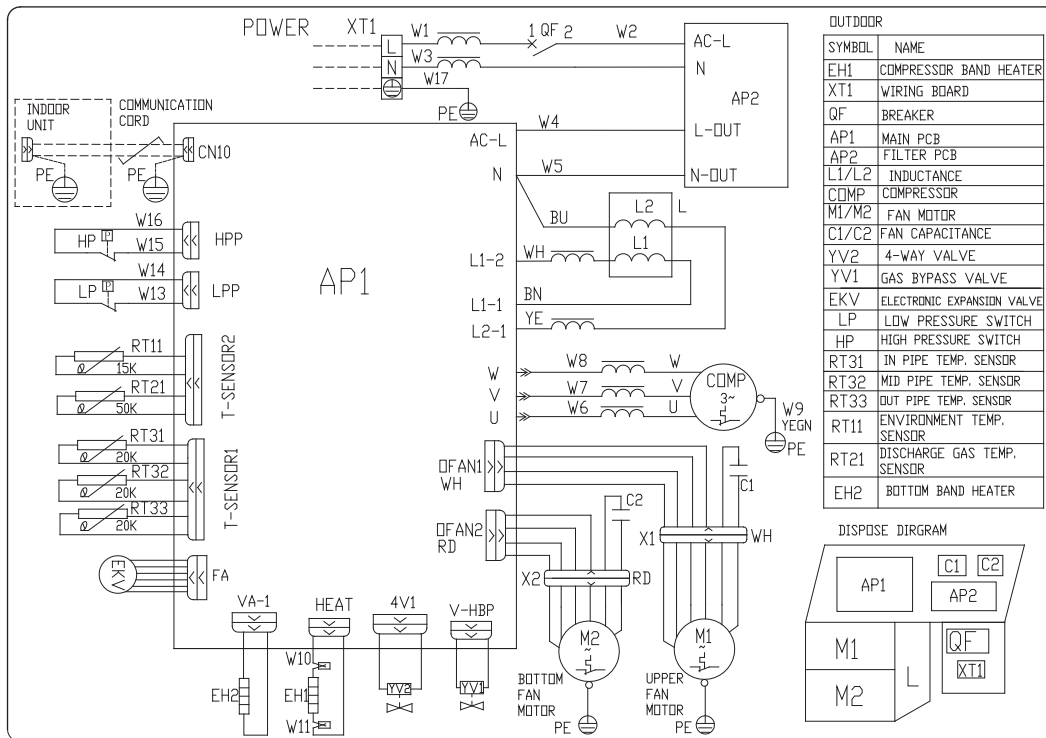 POWER
XT1
L
N
W1
W3
W17
PE
1 QF 2
W2
AC-L
N
AP2
L-OUT
N-OUT
INDOOR
UNIT
COMMUNICATION
CORD
CN10
PE
PE
AC-L
N
W4
W5
BU
L2
L
L1
WH
L1-2
BN
L1-1
YE
L2-1
AP1
W16
HP P
W15
HPP
W14
LP P
W13
LPP
RT11
15K
RT21
50K
T-SENSOR2
RT31
20K
RT32
20K
RT33
20K
T-SENSOR1
W
V
U
W8
W7
W6
W
V
U
COMP
3~
W9
YEGN
PE
OFAN1
WH
C1
OFAN2
RD
C2
X1
WH
X2
RD
EKV
FA
VA-1
HEAT
4V1
V-HBP
W10
EH2
EH1
W11
YV2
YV1
M2
~
M1
~
BOTTOM
FAN
MOTOR
PE
UPPER
FAN
MOTOR
PE
OUTDOOR
SYMBOL NAME
EH1 COMPRESSOR BAND HEATER
XT1 WIRING BOARD
QF BREAKER
AP1 MAIN PCB
AP2 FILTER PCB
L1/L2 INDUCTANCE
COMP COMPRESSOR
M1/M2 FAN MOTOR
C1/C2 FAN CAPACITANCE
YV2 4-WAY VALVE
YV1 GAS BYPASS VALVE
EKV ELECTRONIC EXPANSION VALVE
LP LOW PRESSURE SWITCH
HP HIGH PRESSURE SWITCH
RT31 IN PIPE TEMP. SENSOR
RT32 MID PIPE TEMP. SENSOR
RT33 OUT PIPE TEMP. SENSOR
RT11 ENVIRONMENT TEMP.
SENSOR
RT21 DISCHARGE GAS TEMP.
SENSOR
EH2 BOTTOM BAND HEATER
DISPOSE DIRGRAM
AP1
C1
C2
AP2
M1
M2
L
QF
XT1